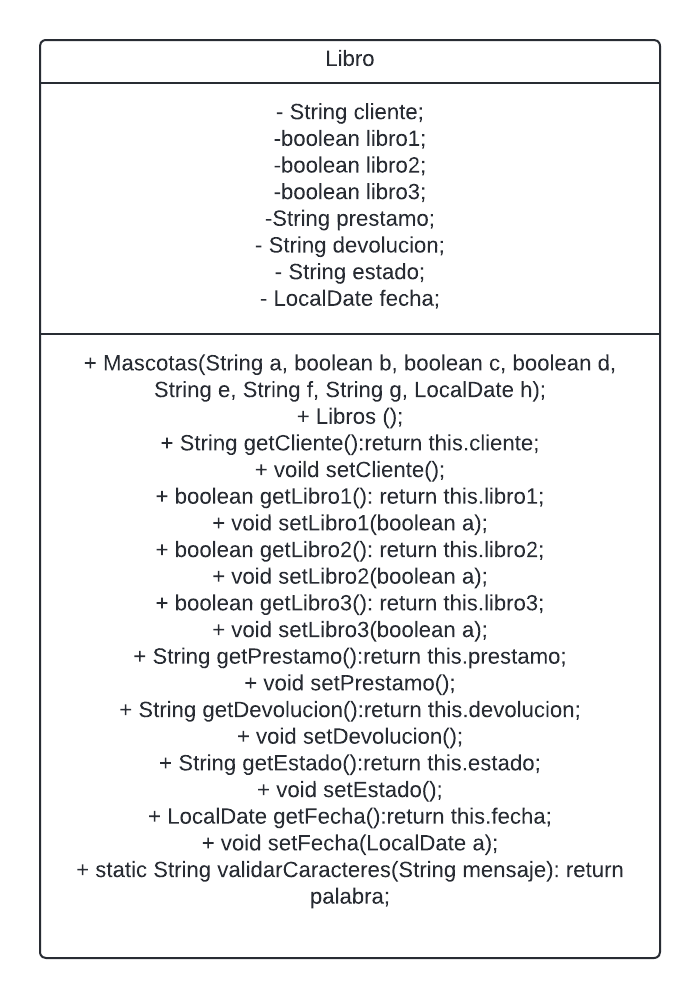 Libro
- String cliente;
-boolean libro1;
-boolean libro2;
-boolean libro3;
-String prestamo;
- String devolucion;
- String estado;
- LocalDate fecha;
+ Mascotas(String a, boolean b, boolean c, boolean d,
String e, String f, String g, LocalDate h);
+ Libros ();
+ String getCliente():return this.cliente;
+ voild setCliente();
+ boolean getLibro1(): return this.libro1;
+ void setLibro1(boolean a);
+ boolean getLibro2(): return this.libro2;
+ void setLibro2(boolean a);
+ boolean getLibro3(): return this.libro3;
+ void setLibro3(boolean a);
+ String getPrestamo():return this.prestamo;
+ void setPrestamo();
+ String getDevolucion():return this.devolucion;
+ void setDevolucion();
+ String getEstado():return this.estado;
+ void setEstado();
+ LocalDate getFecha():return this.fecha;
+ void setFecha(LocalDate a);
+ static String validarCaracteres(String mensaje): return
palabra;